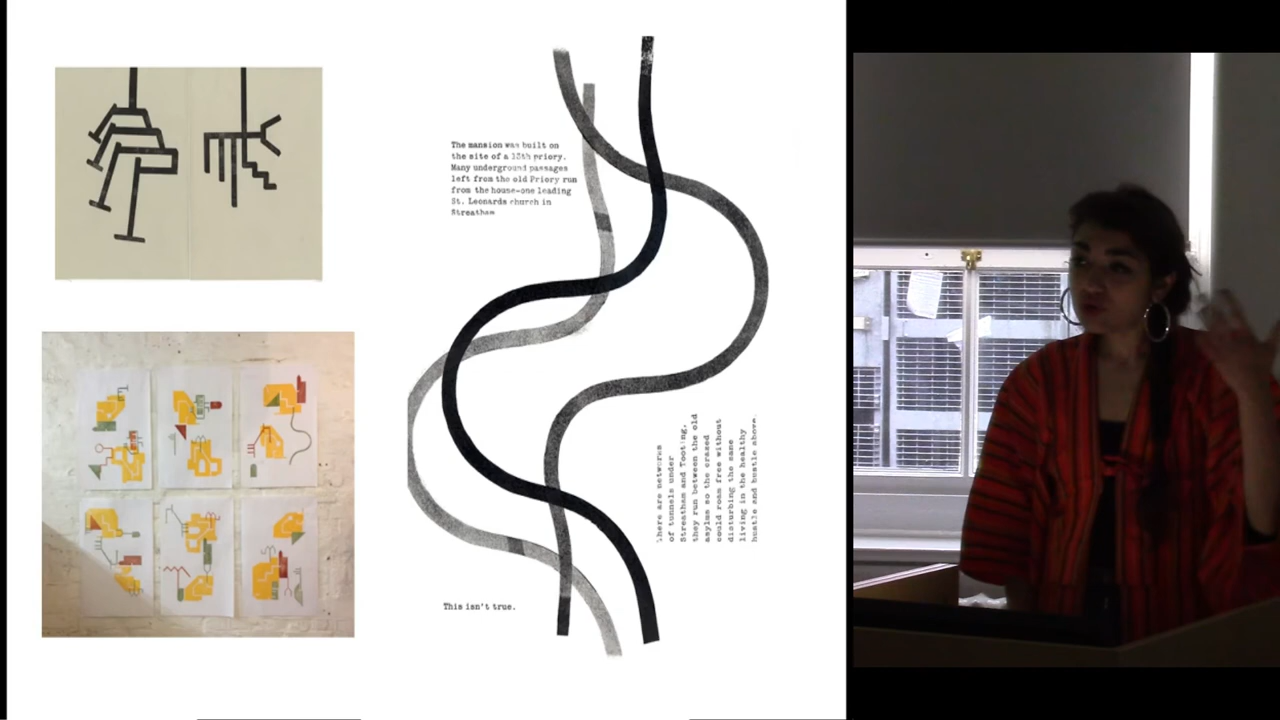 The mansion was built on
the site of a 13th priory.
Many underground passages
left from the old Priory run
from the house-one leading
St. Leonards church in
Streatham
There are networks
of tunnels under
Streatham and Tooting,
they run between the old
asylms so the crazed
could roam free without
disturbing the sane
living in the healthy
hustle and bustle above.
This isn't true.